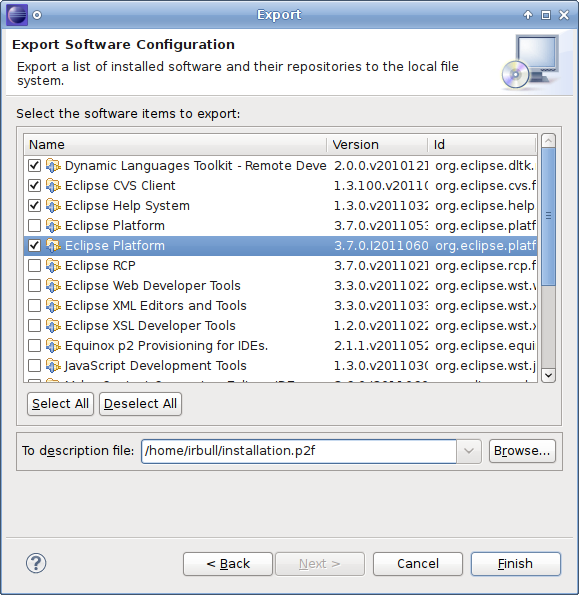 Export
Export Software Configuration
Export a list of installed software and their repositories to the local file
system.
Select the software items to export:
Name Version Id
Dynamic Languages Toolkit - Remote Deve 2.0.0.v2010121 org.eclipse.dltk.
Eclipse CVS Client 1.3.100.v2011 org.eclipse.cvs.f
Eclipse Help System 1.3.0.v2011032 org.eclipse.help
Eclipse Platform 3.7.0.v2011053 org.eclipse.platf
Eclipse Platform 3.7.0.I2011060 org.eclipse.platf
Eclipse RCP 3.7.0.v2011021 org.eclipse.rcp.f
Eclipse Web Developer Tools 3.3.0.v2011022 org.eclipse.wst.
Eclipse XML Editors and Tools 3.3.0.v2011033 org.eclipse.wst.
Eclipse XSL Developer Tools 1.2.0.v2011022 org.eclipse.wst.
Equinox p2 Provisioning for IDEs. 2.1.1.v2011052 org.eclipse.equi
JavaScript Development Tools 1.3.0.v2011030 org.eclipse.wst.j
Select All Deselect All
To description file: /home/irbull/installation.p2f Browse...
? < Back Next > Cancel Finish